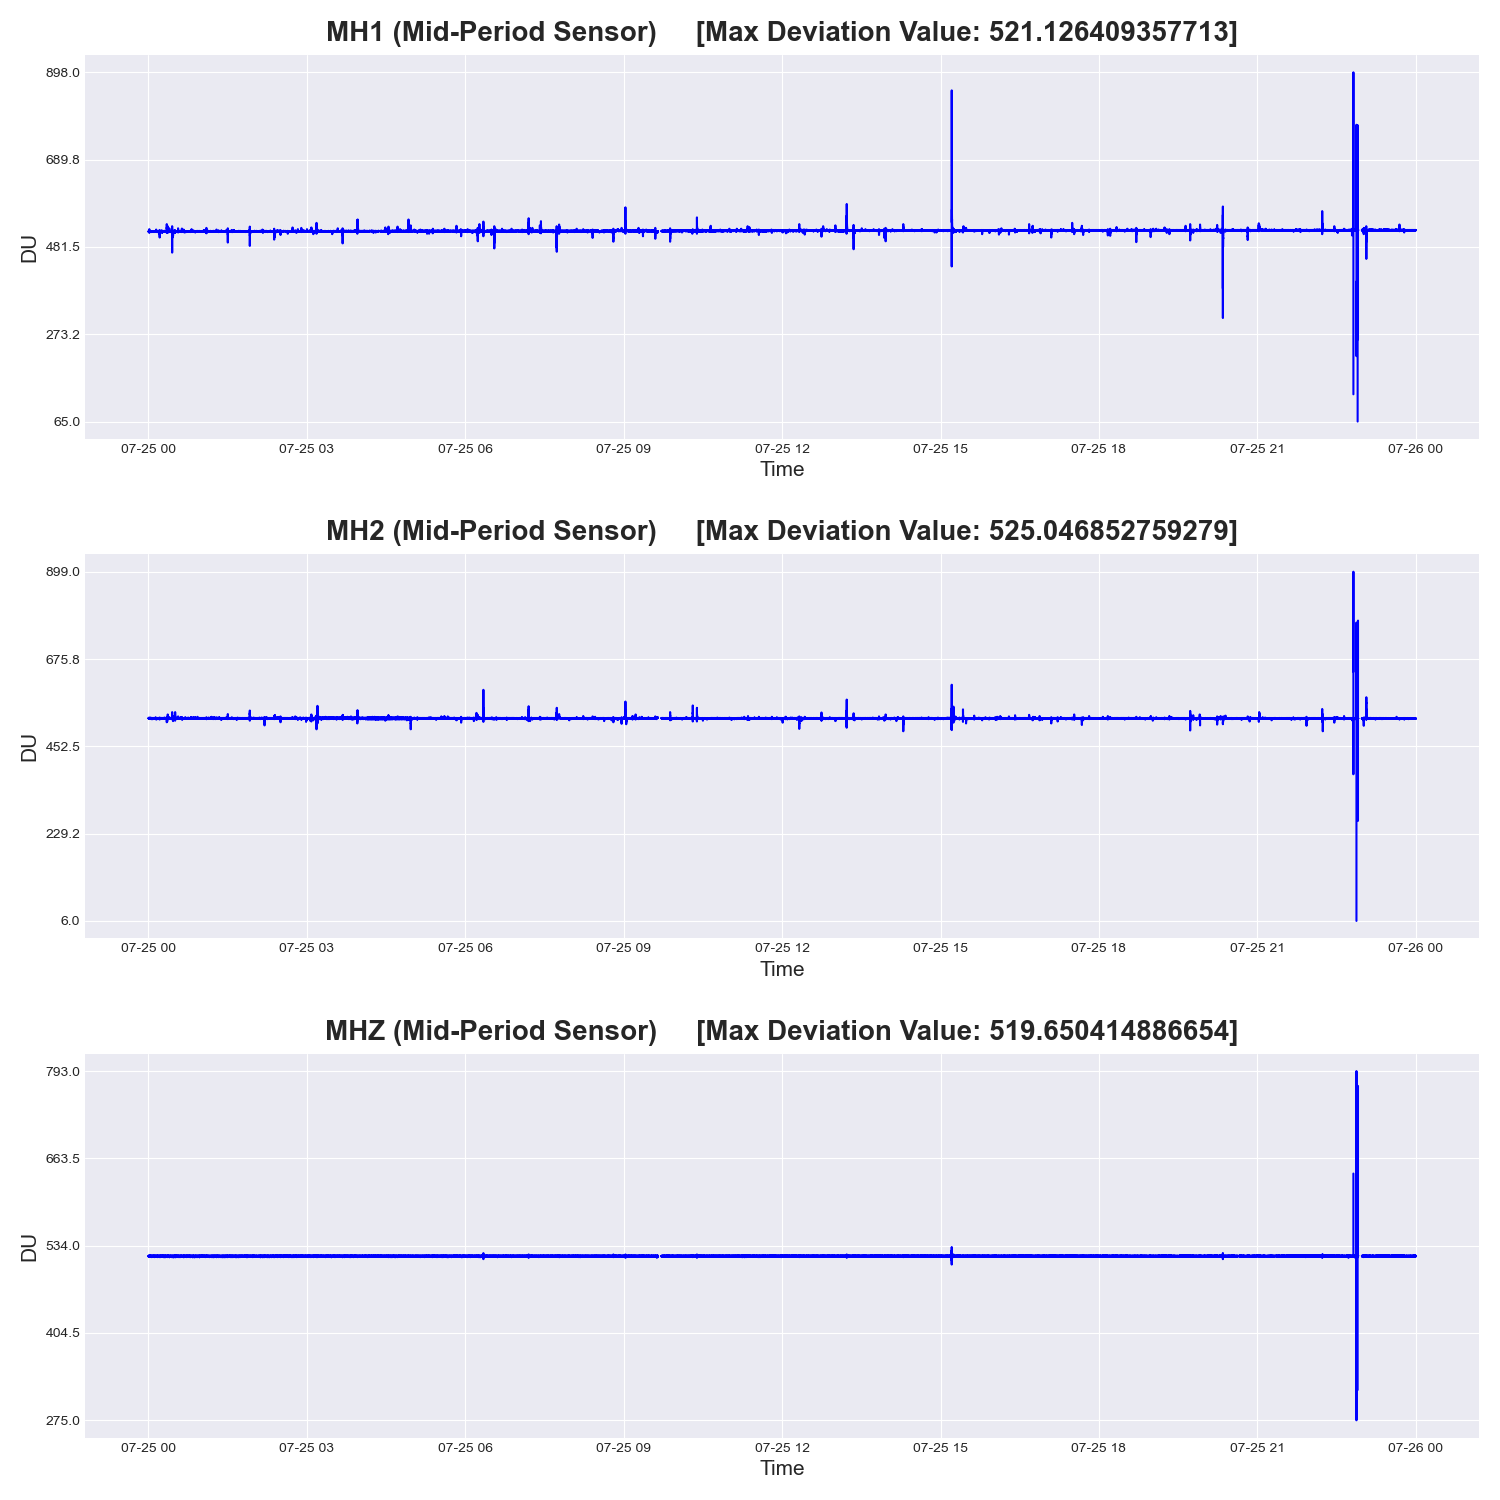 MH1 (Mid-Period Sensor) [Max Deviation Value: 521.126409357713]
898.0
689.8
481.5
273.2
65.0
DU
07-25 00 07-25 03 07-25 06 07-25 09 07-25 12 07-25 15 07-25 18 07-25 21 07-26 00
Time
MH2 (Mid-Period Sensor) [Max Deviation Value: 525.046852759279]
899.0
675.8
452.5
229.2
6.0
DU
07-25 00 07-25 03 07-25 06 07-25 09 07-25 12 07-25 15 07-25 18 07-25 21 07-26 00
Time
MHZ (Mid-Period Sensor) [Max Deviation Value: 519.650414886654]
793.0
663.5
534.0
404.5
275.0
DU
07-25 00 07-25 03 07-25 06 07-25 09 07-25 12 07-25 15 07-25 18 07-25 21 07-26 00
Time